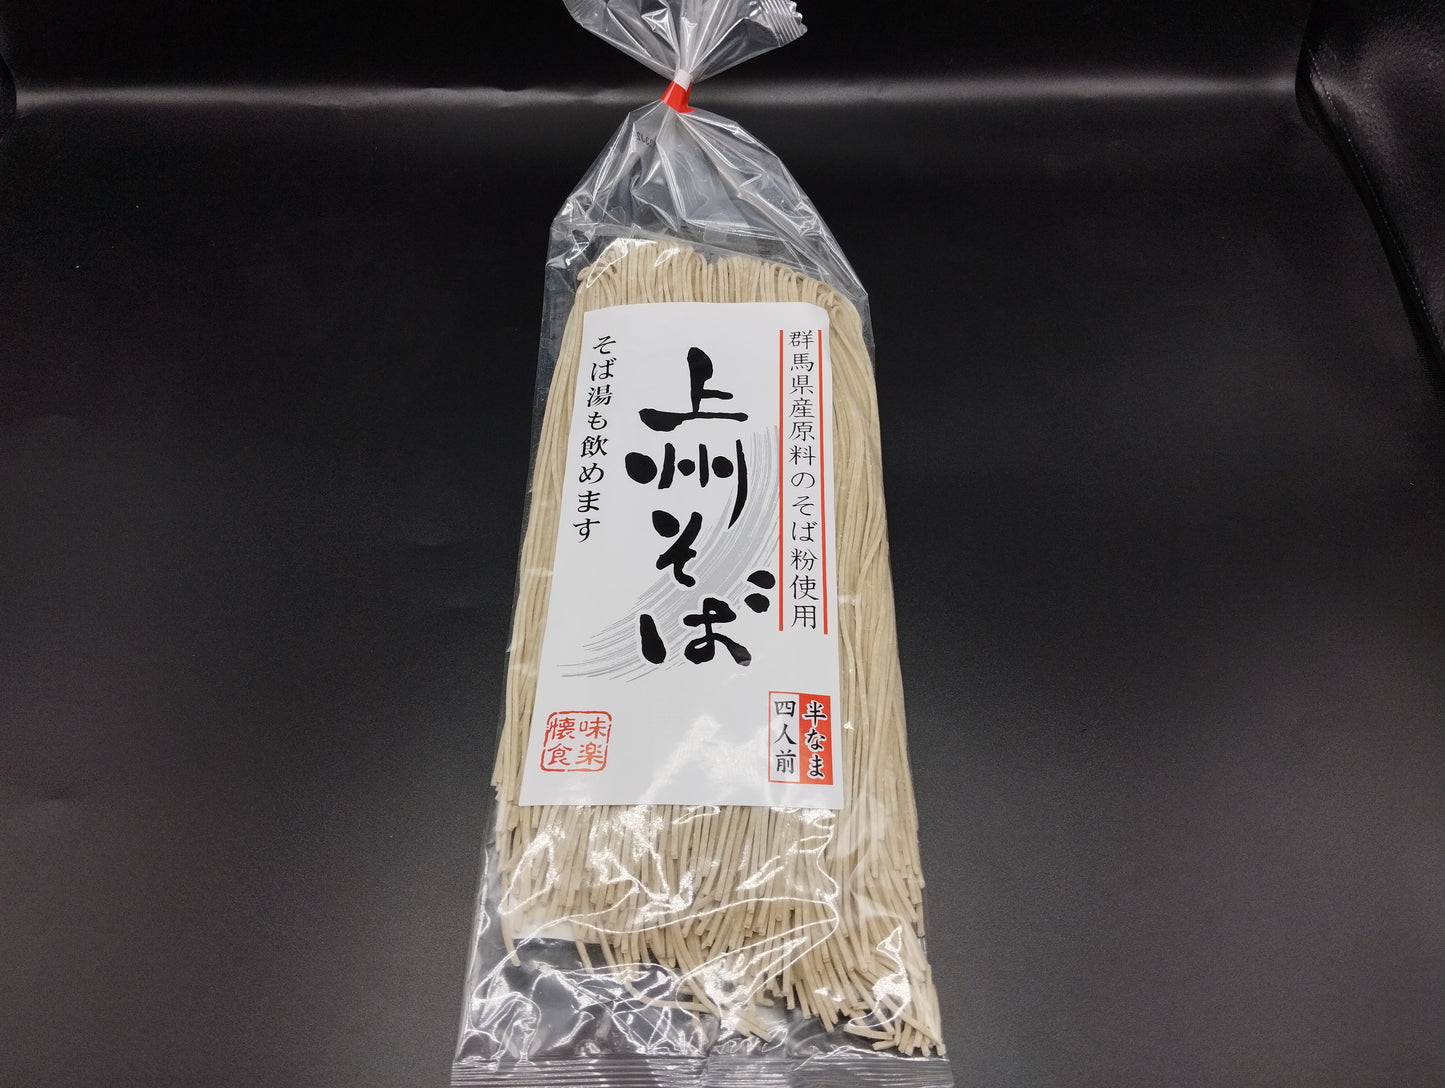 群馬県産原料のそば粉使用
上州そば
そば湯も飲めます
半なま
四人前
味楽
懐食